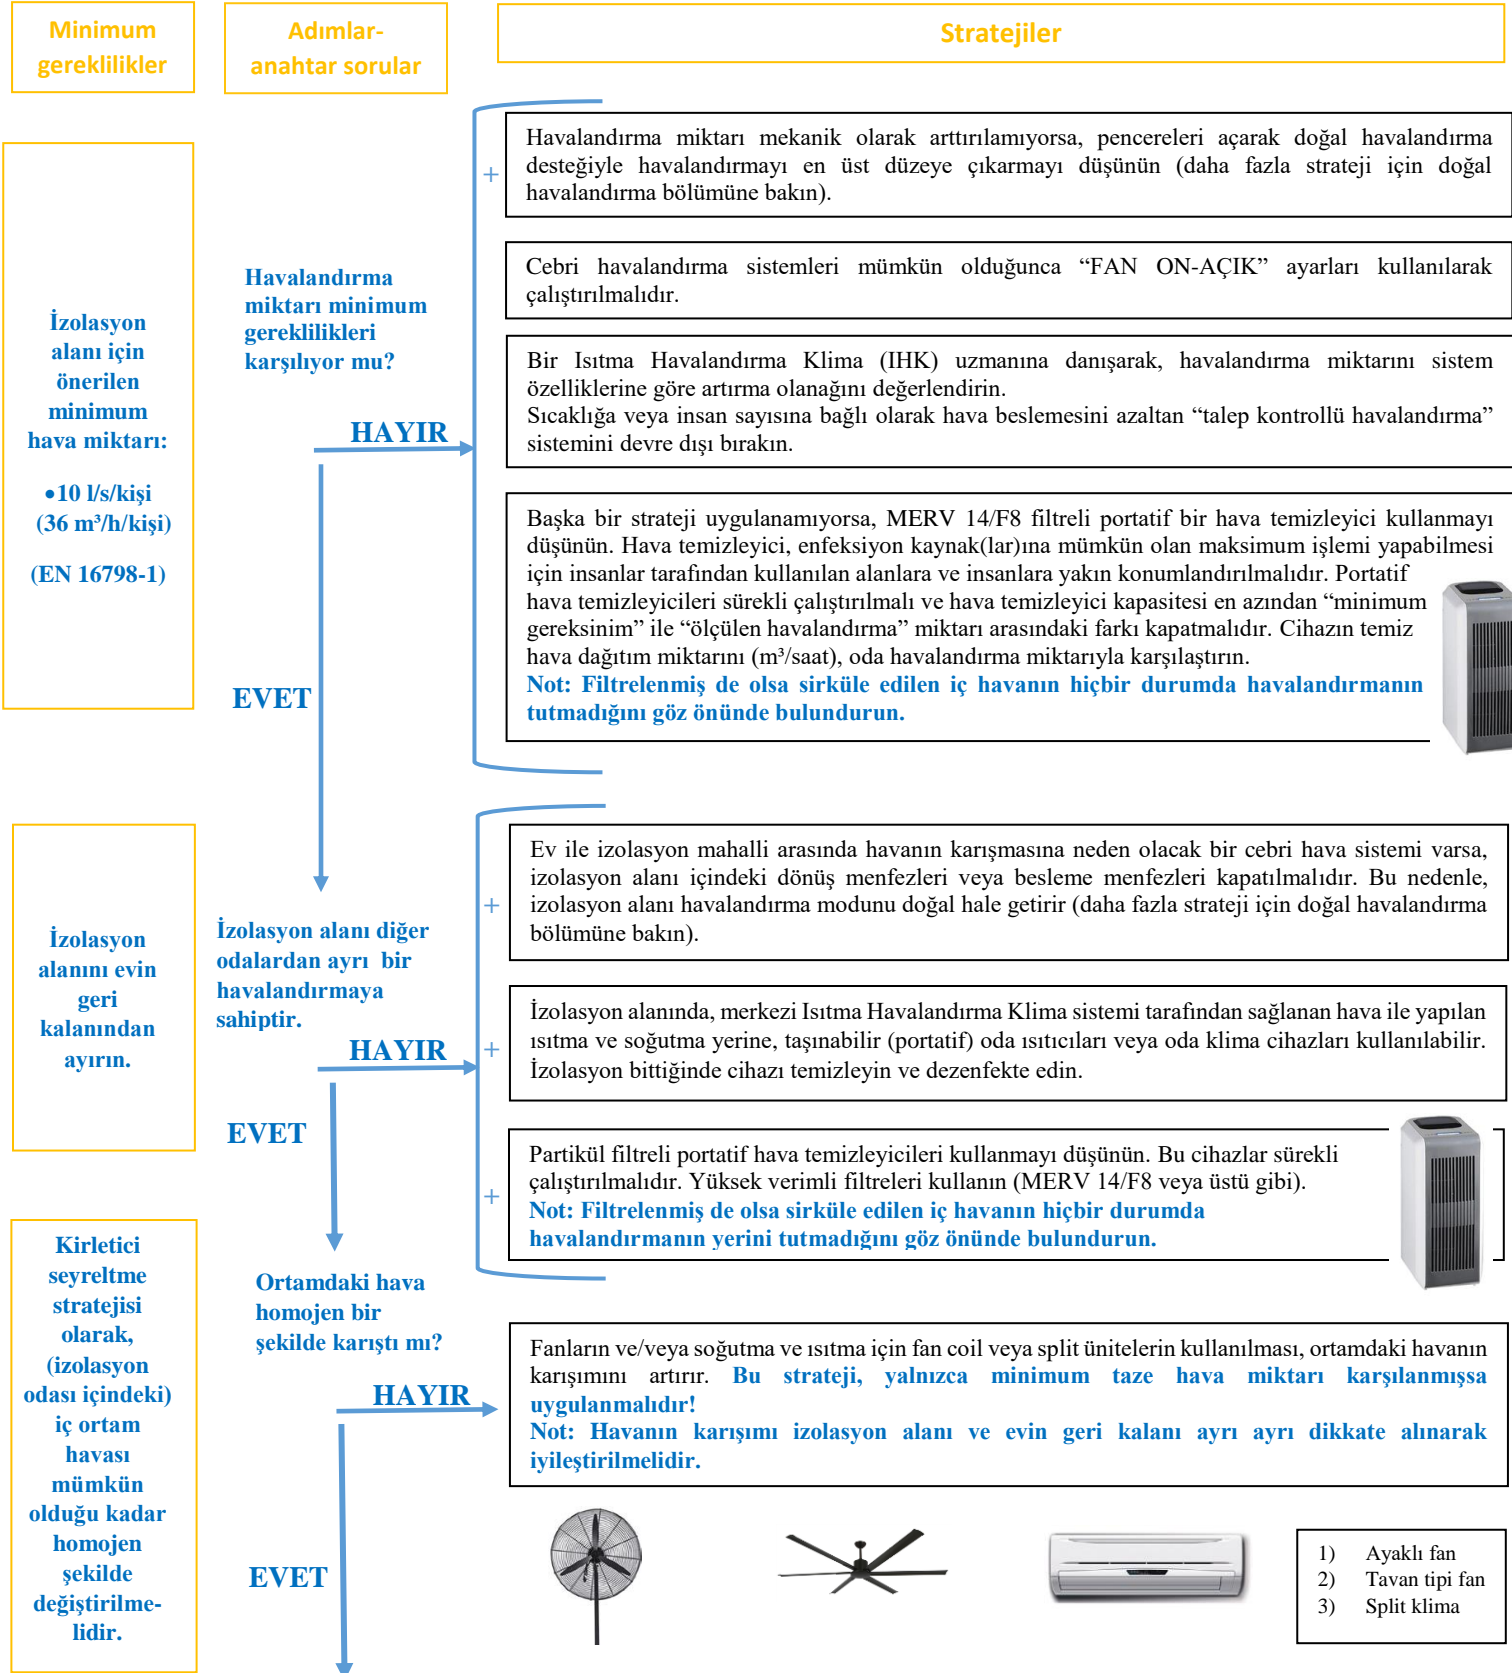 Minimum
gereklilikler
Adımlar-
anahtar sorular
Stratejiler
İzolasyon
alanı için
önerilen
minimum
hava miktarı:
•10 l/s/kişi
(36 m³/h/kişi)
(EN 16798-1)
Havalandırma
miktarı minimum
gereklilikleri
karşılıyor mu?
HAYIR
EVET
+
Havalandırma miktarı mekanik olarak arttırılamıyorsa, pencereleri açarak doğal havalandırma
desteğiyle havalandırmayı en üst düzeye çıkarmayı düşünün (daha fazla strateji için doğal
havalandırma bölümüne bakın).
Cebri havalandırma sistemleri mümkün olduğunca “FAN ON-AÇIK” ayarları kullanılarak
çalıştırılmalıdır.
Bir Isıtma Havalandırma Klima (IHK) uzmanına danışarak, havalandırma miktarını sistem
özelliklerine göre artırma olanağını değerlendirin.
Sıcaklığa veya insan sayısına bağlı olarak hava beslemesini azaltan “talep kontrollü havalandırma”
sistemini devre dışı bırakın.
Başka bir strateji uygulanamıyorsa, MERV 14/F8 filtreli portatif bir hava temizleyici kullanmayı
düşünün. Hava temizleyici, enfeksiyon kaynak(lar)ına mümkün olan maksimum işlemi yapabilmesi
için insanlar tarafından kullanılan alanlara ve insanlara yakın konumlandırılmalıdır. Portatif
hava temizleyicileri sürekli çalıştırılmalı ve hava temizleyici kapasitesi en azından “minimum
gereksinim” ile “ölçülen havalandırma” miktarı arasındaki farkı kapatmalıdır. Cihazın temiz
hava dağıtım miktarını (m³/saat), oda havalandırma miktarıyla karşılaştırın.
Not: Filtrelenmiş de olsa sirküle edilen iç havanın hiçbir durumda havalandırmanın
tutmadığını göz önünde bulundurun.
İzolasyon
alanını evin
geri
kalanından
ayırın.
İzolasyon alanı diğer
odalardan ayrı bir
havalandırmaya
sahiptir.
HAYIR
EVET
+
Ev ile izolasyon mahalli arasında havanın karışmasına neden olacak bir cebri hava sistemi varsa,
izolasyon alanı içindeki dönüş menfezleri veya besleme menfezleri kapatılmalıdır. Bu nedenle,
izolasyon alanı havalandırma modunu doğal hale getirir (daha fazla strateji için doğal havalandırma
bölümüne bakın).
+
İzolasyon alanında, merkezi Isıtma Havalandırma Klima sistemi tarafından sağlanan hava ile yapılan
ısıtma ve soğutma yerine, taşınabilir (portatif) oda ısıtıcıları veya oda klima cihazları kullanılabilir.
İzolasyon bittiğinde cihazı temizleyin ve dezenfekte edin.
+
Partikül filtreli portatif hava temizleyicileri kullanmayı düşünün. Bu cihazlar sürekli
çalıştırılmalıdır. Yüksek verimli filtreleri kullanın (MERV 14/F8 veya üstü gibi).
Not: Filtrelenmiş de olsa sirküle edilen iç havanın hiçbir durumda
havalandırmanın yerini tutmadığını göz önünde bulundurun.
Kirletici
seyreltme
stratejisi
olarak,
(izolasyon
odası içindeki)
iç ortam
havası
mümkün
olduğu kadar
homojen
şekilde
değiştirilme-
lidir.
Ortamdaki hava
homojen bir
şekilde karıştı mı?
HAYIR
EVET
Fanların ve/veya soğutma ve ısıtma için fan coil veya split ünitelerin kullanılması, ortamdaki havanın
karışımını artırır. Bu strateji, yalnızca minimum taze hava miktarı karşılanmışsa
uygulanmalıdır!
Not: Havanın karışımı izolasyon alanı ve evin geri kalanı ayrı ayrı dikkate alınarak
iyileştirilmelidir.
1) Ayaklı fan
2) Tavan tipi fan
3) Split klima